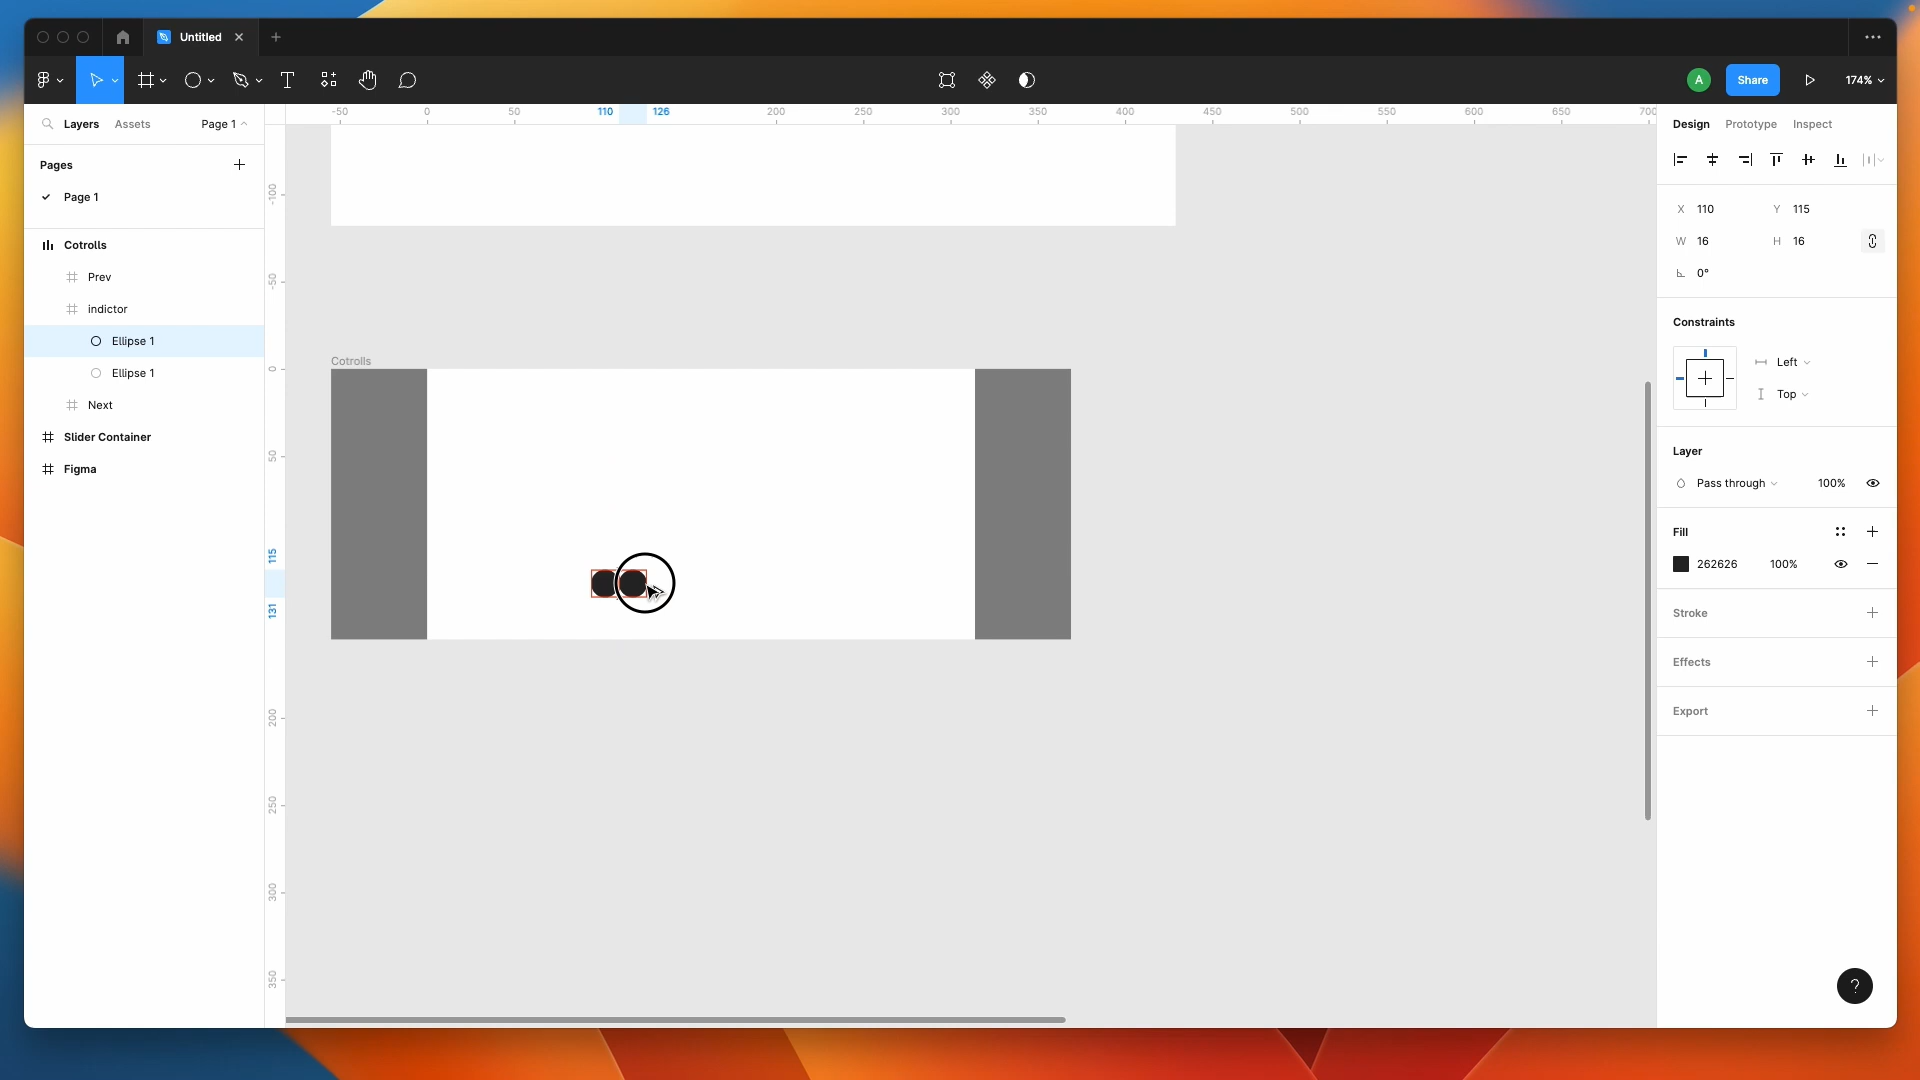 Untitled
A
Share
174%
Layers
Assets
Page 1
-50
0
50
110
126
200
250
300
350
400
450
500
550
600
650
700
Design
Prototype
Inspect
Pages
Page 1
X 110
Y 115
W 16
H 16
0°
Cotrolls
Prev
indictor
Ellipse 1
Ellipse 1
Next
Slider Container
Figma
-100
-50
0
50
115
131
200
250
300
350
Cotrolls
Constraints
Left
Top
Layer
Pass through
100%
Fill
262626
100%
Stroke
Effects
Export
?